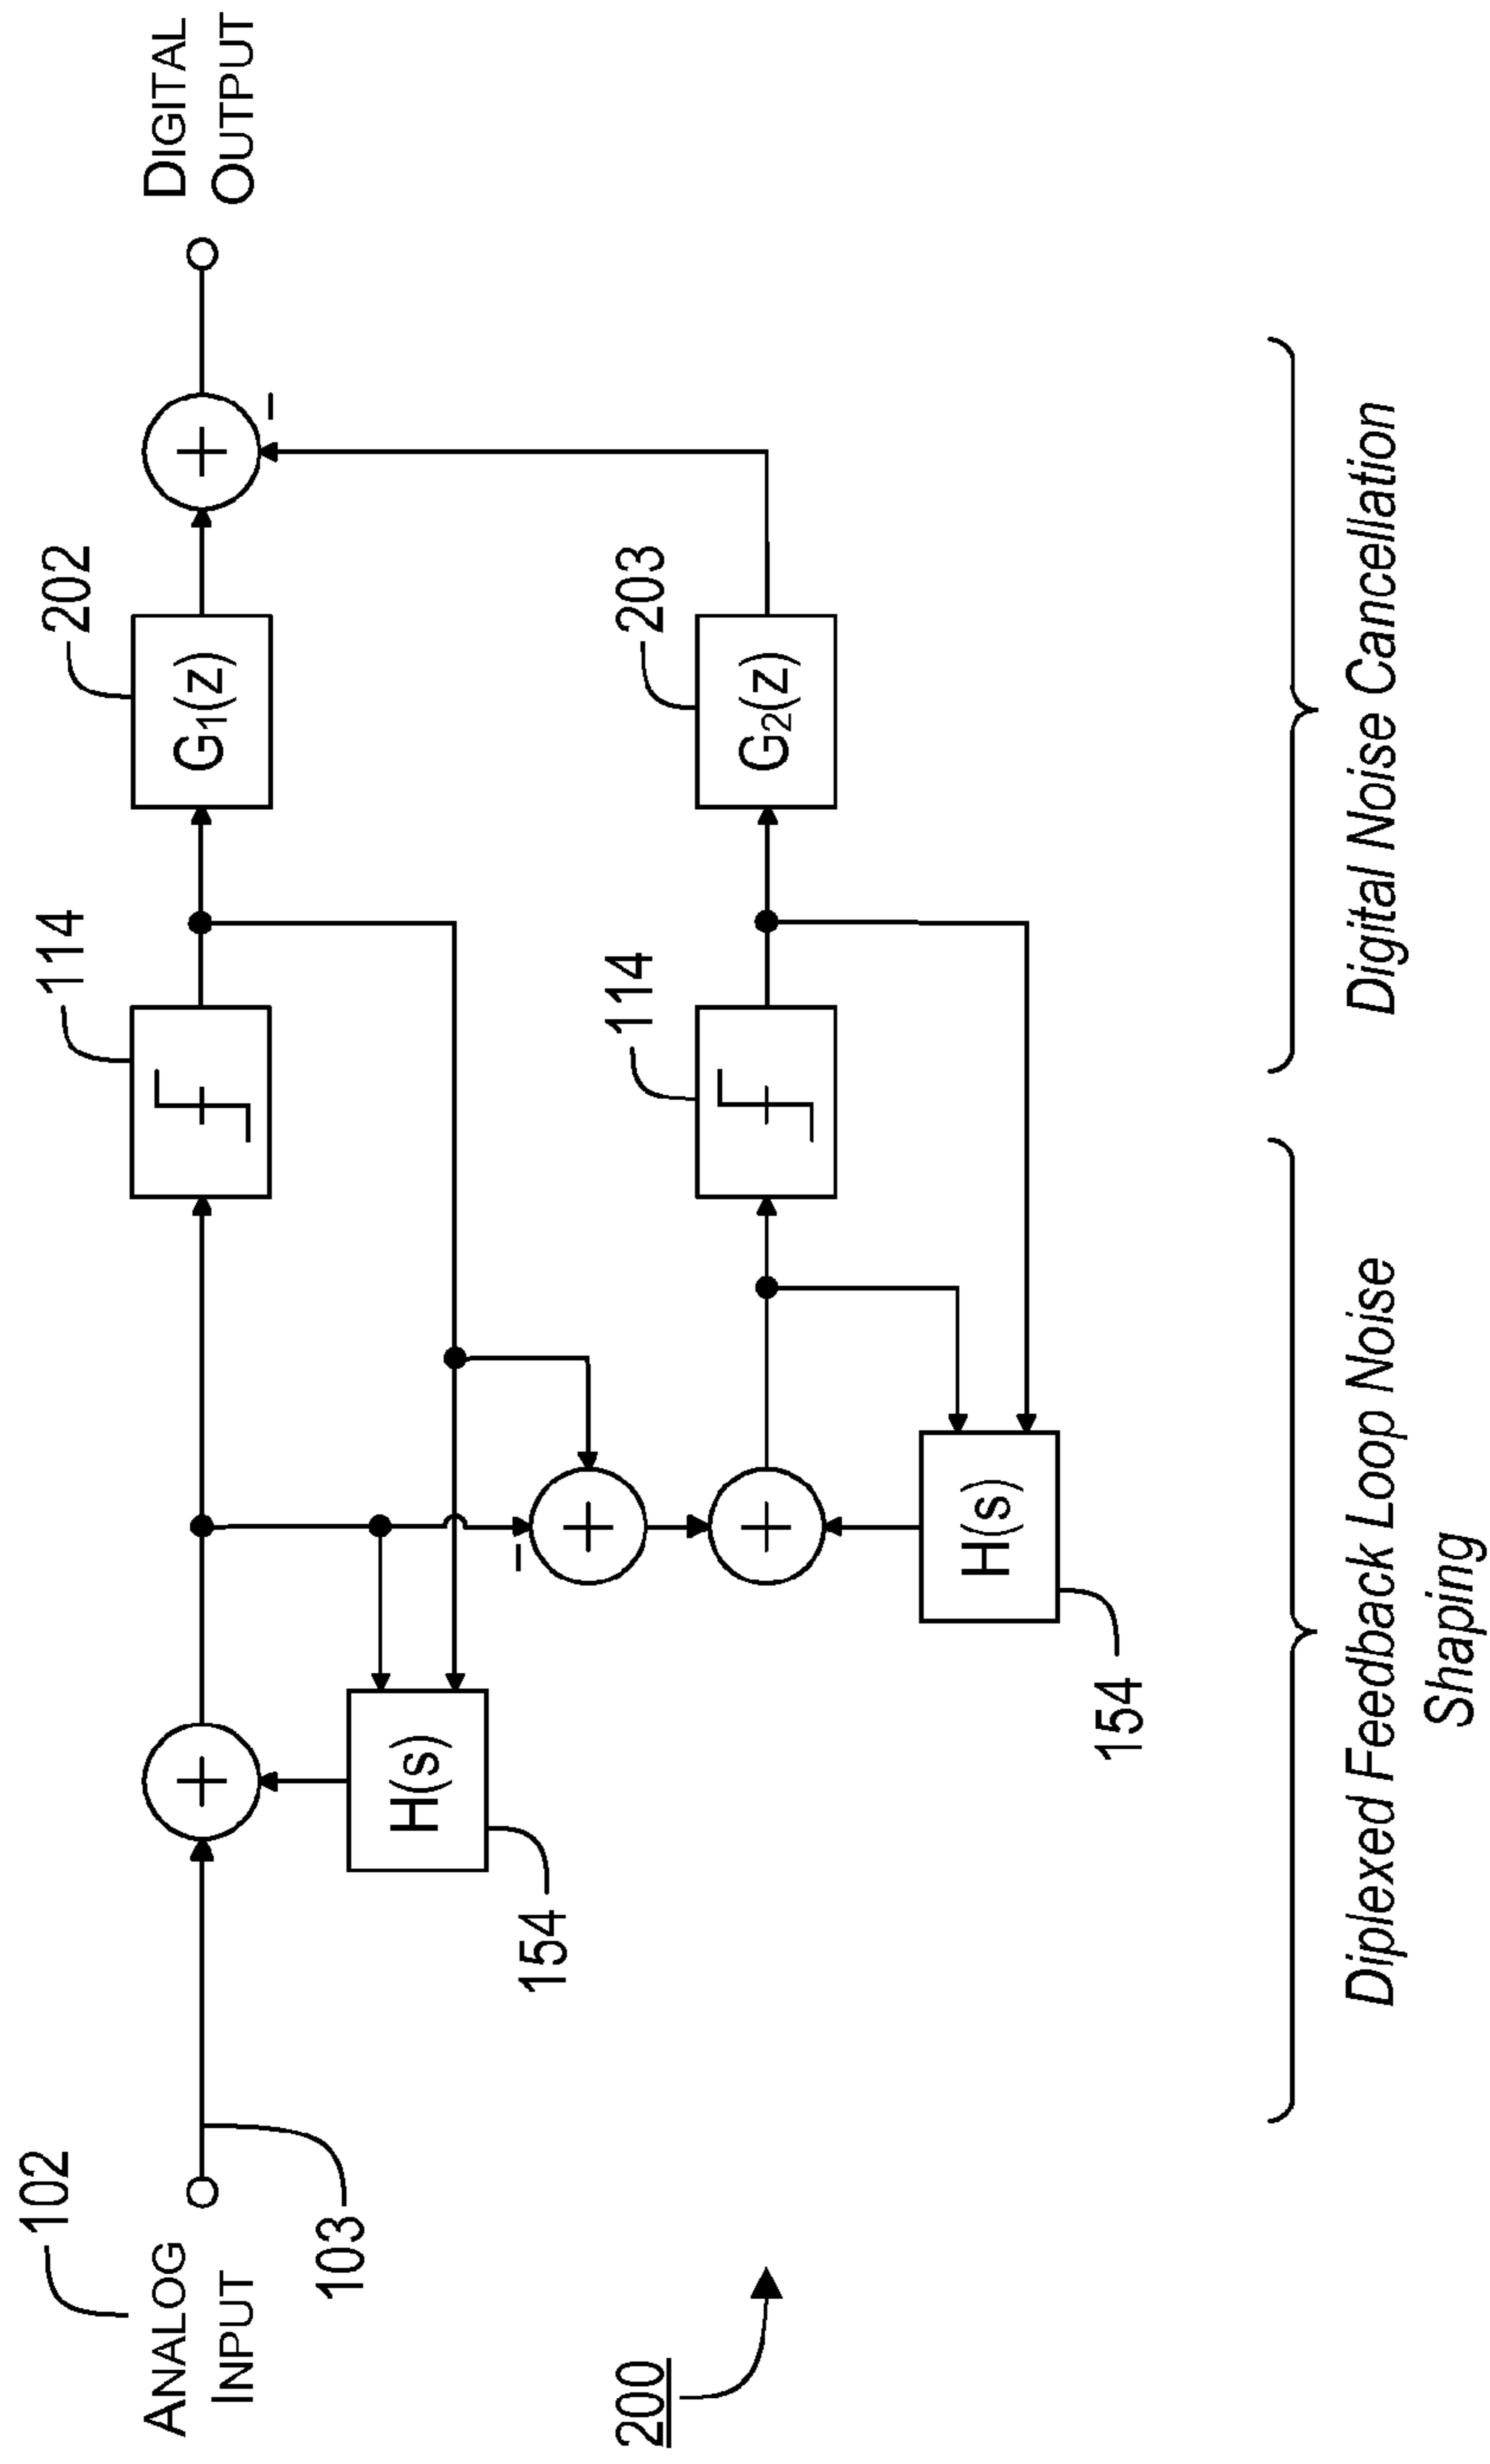 102
ANALOG
INPUT
103
154
H(s)
114
114
202
G1(z)
DIGITAL
OUTPUT
203
G2(z)
H(s)
154
200
Diplexed Feedback Loop Noise
Shaping
Digital Noise Cancellation